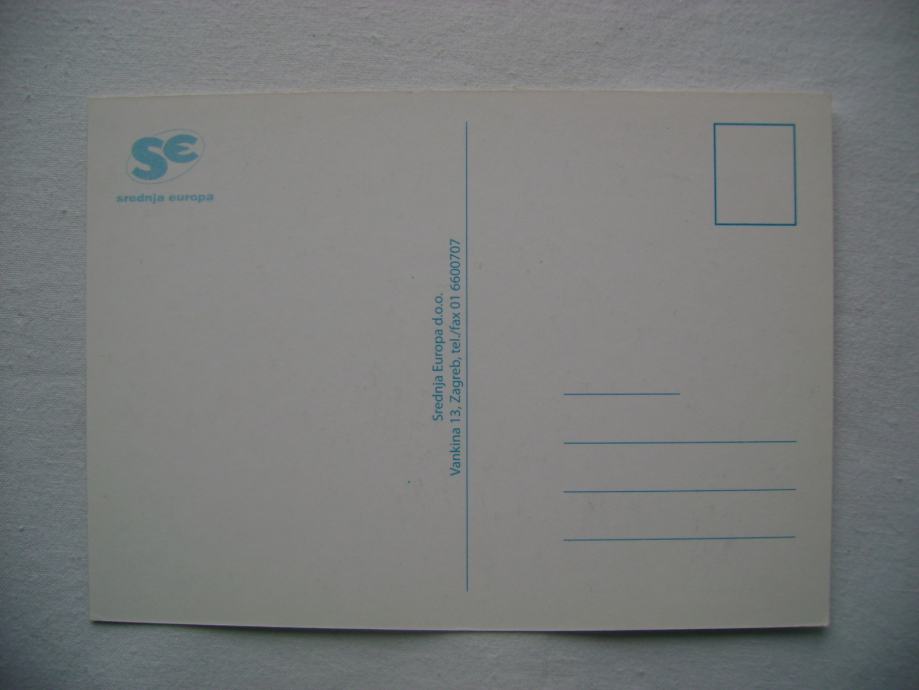 SE
srednja europa
Srednja Europa d.o.o.
Vankina 13, Zagreb, tel./fax 01 6600707